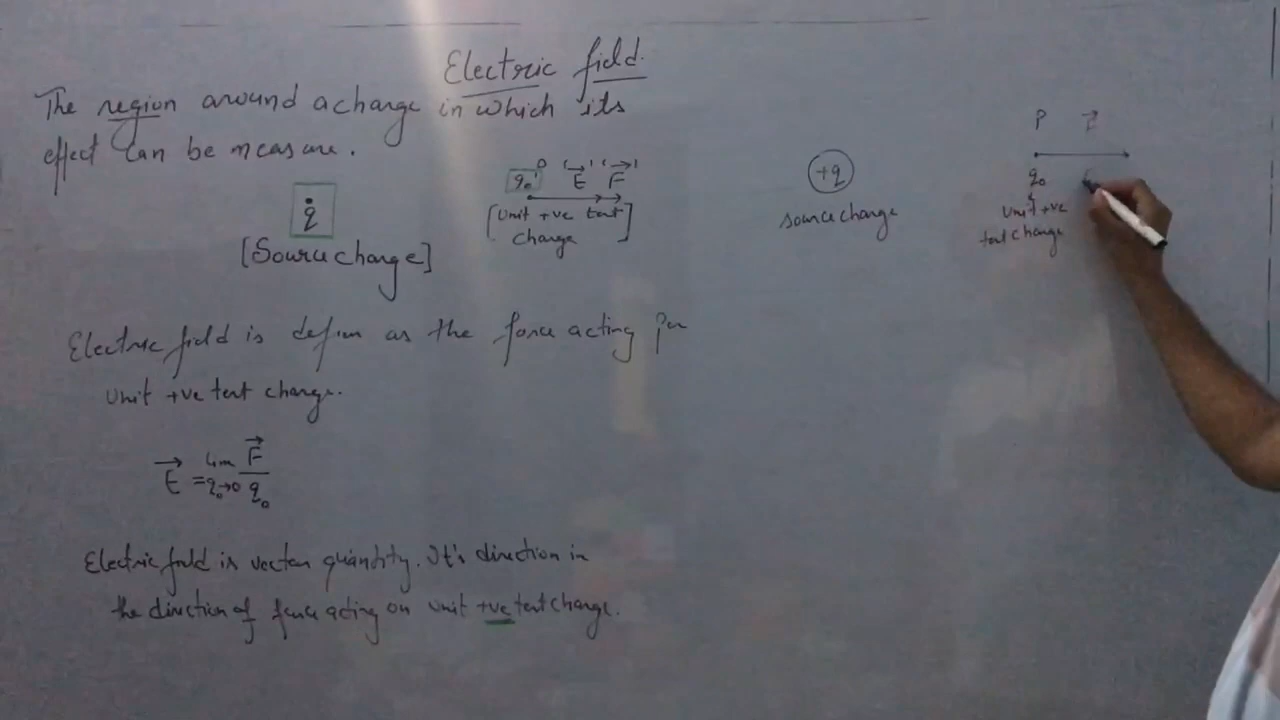 Electric field.
The region around a charge in which its
effect can be measure.
q
[Source charge]
q₀ P 'E⃗' 'F⃗'
[Unit +ve test
charge]
Electric field is define as the force acting per
unit +ve test charge.
E⃗ = lim q₀→0 F⃗/q₀
Electric field is vector quantity. It's direction in
the direction of force acting on unit +ve test charge.
+q
source charge
P
q₀
unit +ve
test charge